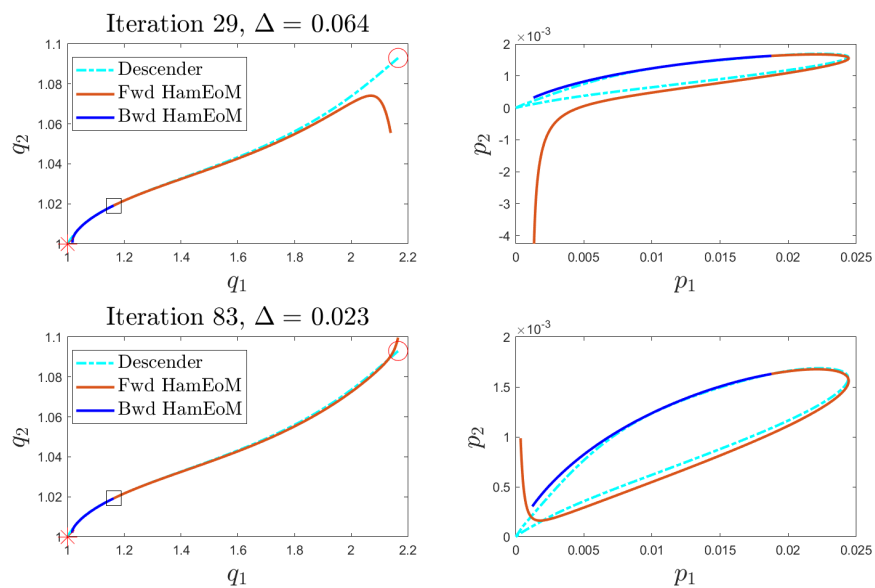 Iteration 29, Δ = 0.064
1.1
1.08
1.06
1.04
1.02
1
q₂
Descender
Fwd HamEoM
Bwd HamEoM
1 1.2 1.4 1.6 1.8 2 2.2
q₁
×10⁻³
2
1
0
-1
-2
-3
-4
p₂
0 0.005 0.01 0.015 0.02 0.025
p₁
Iteration 83, Δ = 0.023
1.1
1.08
1.06
1.04
1.02
1
q₂
Descender
Fwd HamEoM
Bwd HamEoM
1 1.2 1.4 1.6 1.8 2 2.2
q₁
×10⁻³
2
1.5
1
0.5
0
p₂
0 0.005 0.01 0.015 0.02 0.025
p₁